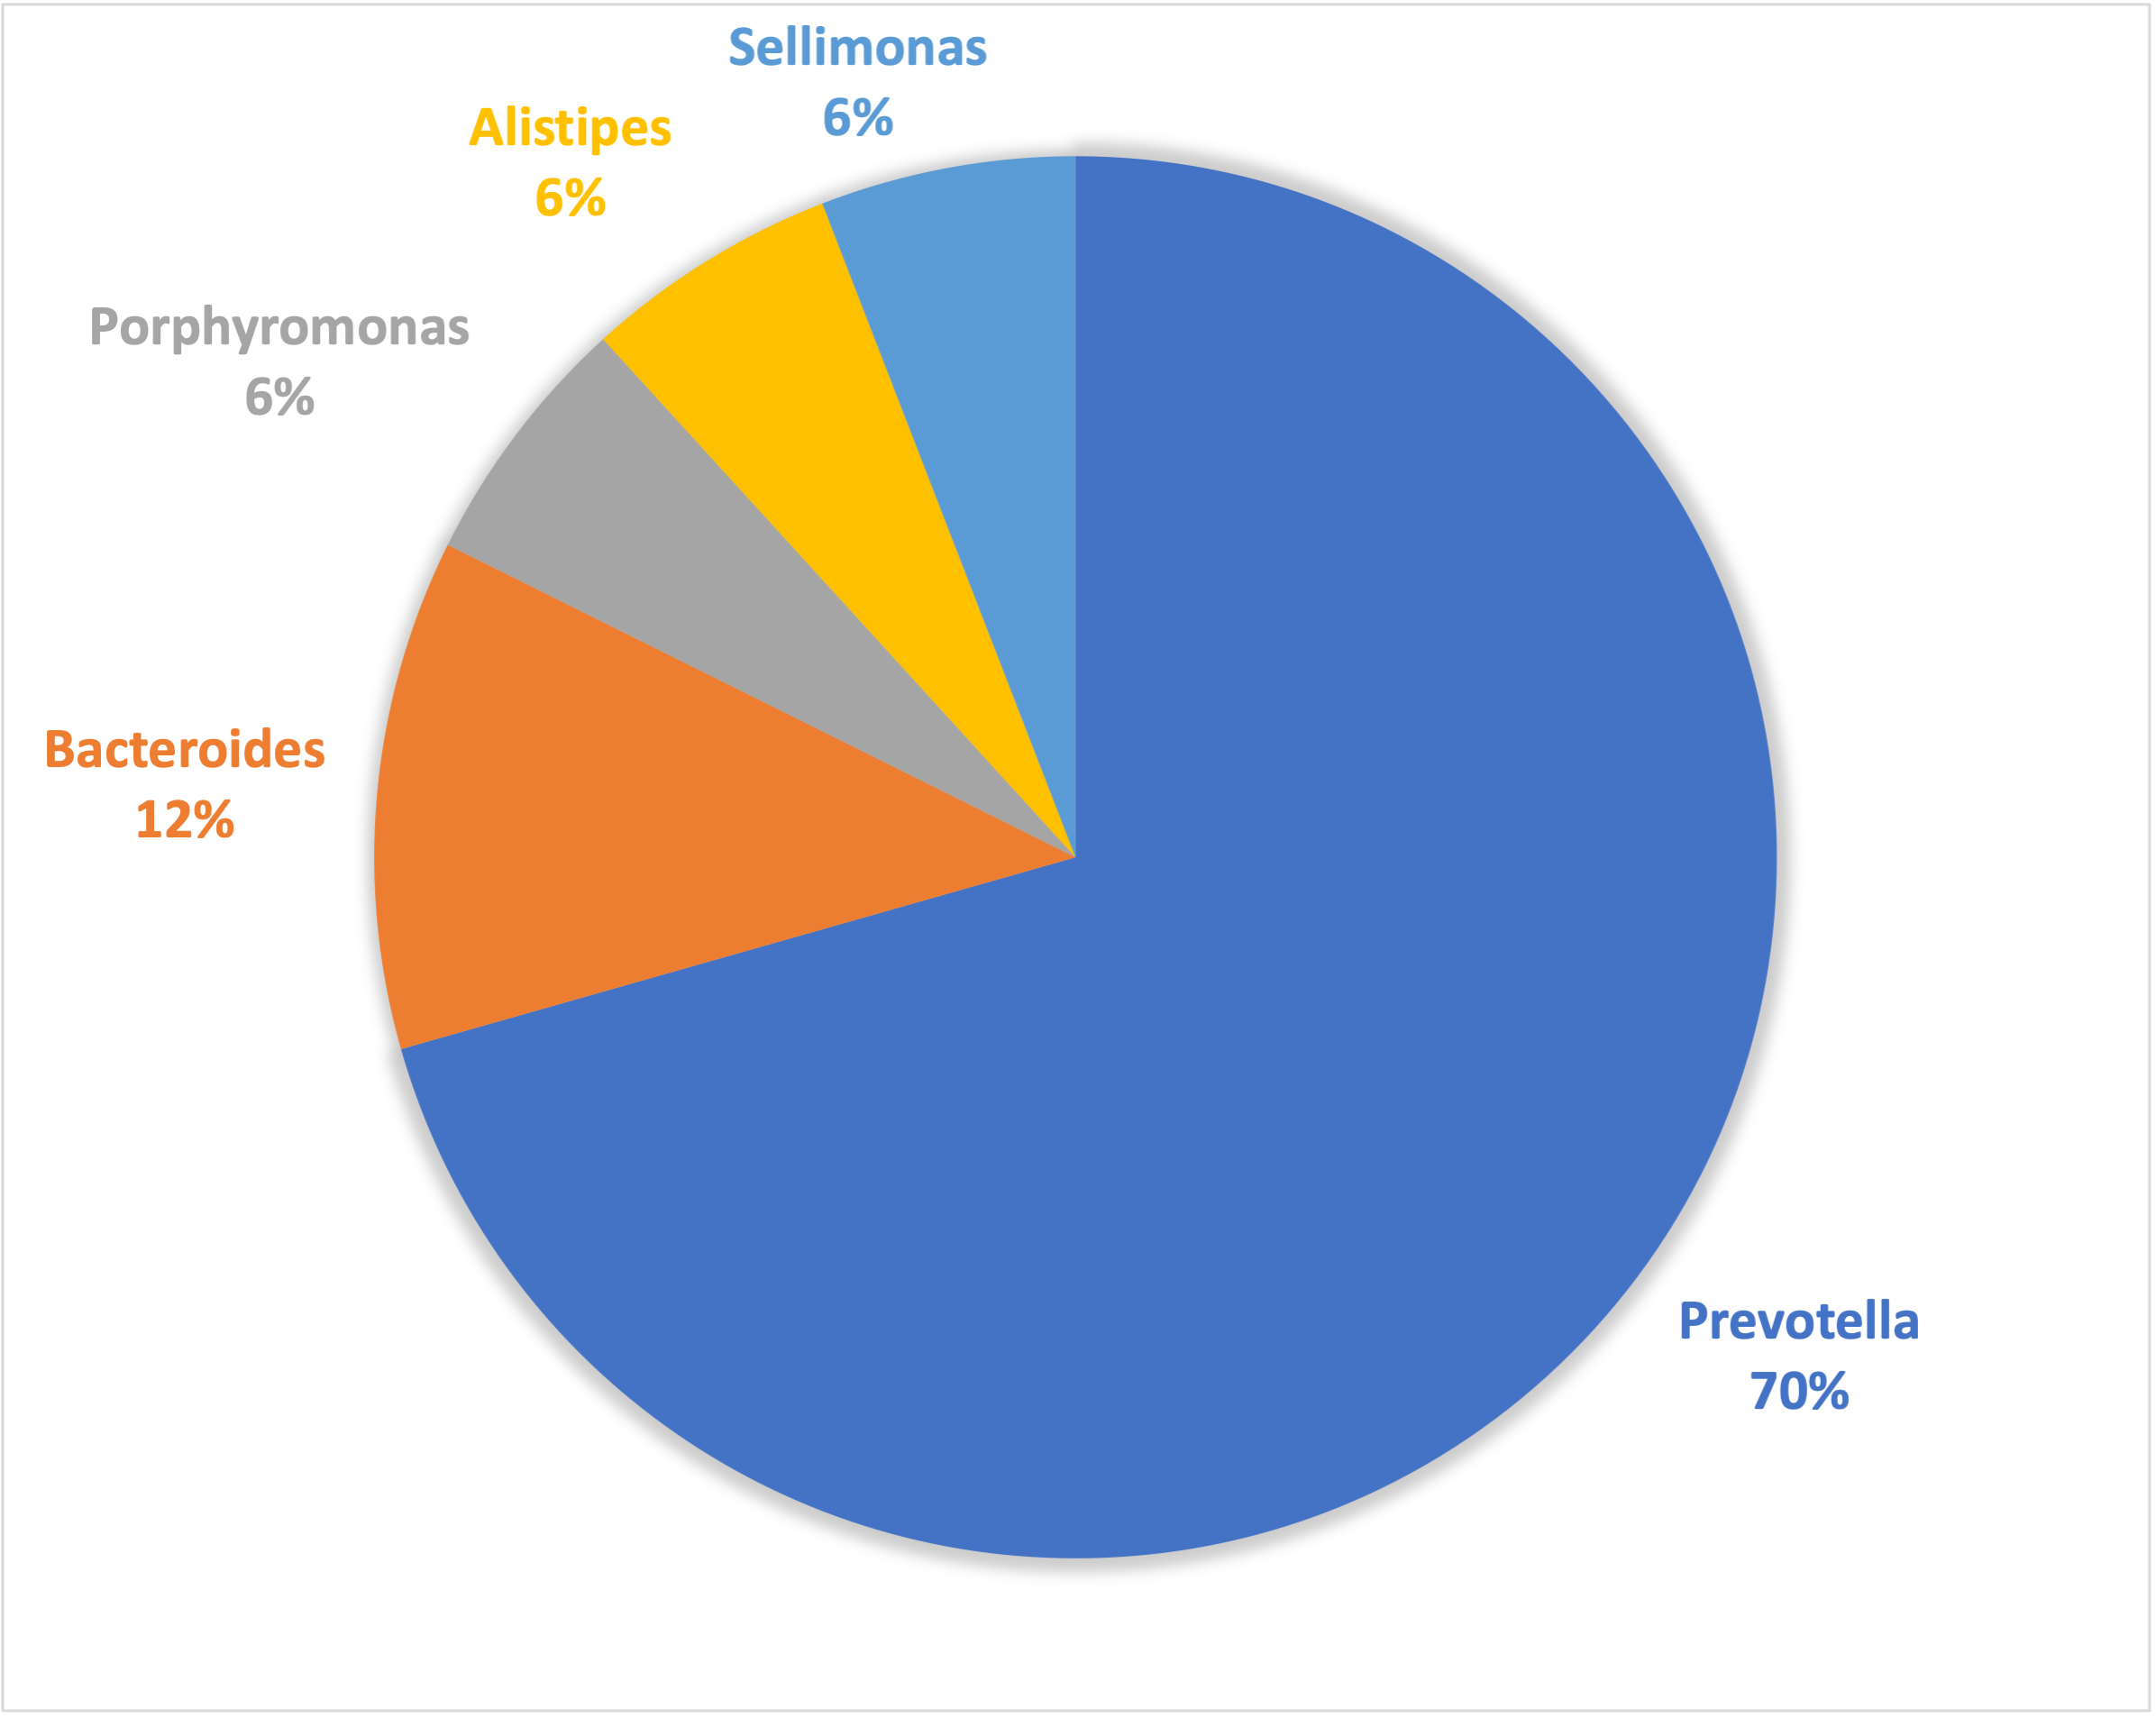 Sellimonas
6%
Alistipes
6%
Porphyromonas
6%
Bacteroides
12%
Prevotella
70%